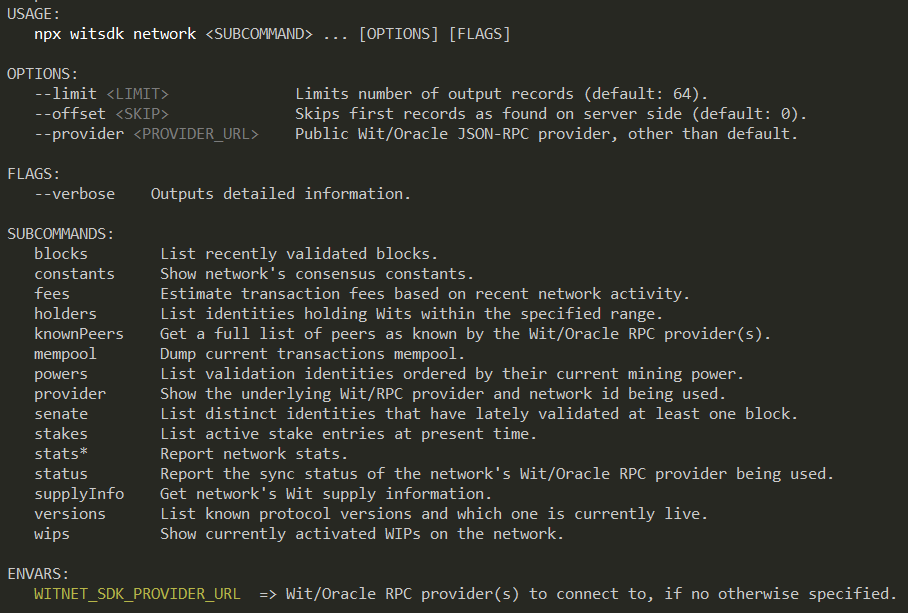 USAGE:
npx witsdk network <SUBCOMMAND> ... [OPTIONS] [FLAGS]
OPTIONS:
--limit <LIMIT> Limits number of output records (default: 64).
--offset <SKIP> Skips first records as found on server side (default: 0).
--provider <PROVIDER_URL> Public Wit/Oracle JSON-RPC provider, other than default.
FLAGS:
--verbose Outputs detailed information.
SUBCOMMANDS:
blocks List recently validated blocks.
constants Show network's consensus constants.
fees Estimate transaction fees based on recent network activity.
holders List identities holding Wits within the specified range.
knownPeers Get a full list of peers as known by the Wit/Oracle RPC provider(s).
mempool Dump current transactions mempool.
powers List validation identities ordered by their current mining power.
provider Show the underlying Wit/RPC provider and network id being used.
senate List distinct identities that have lately validated at least one block.
stakes List active stake entries at present time.
stats* Report network stats.
status Report the sync status of the network's Wit/Oracle RPC provider being used.
supplyInfo Get network's Wit supply information.
versions List known protocol versions and which one is currently live.
wips Show currently activated WIPs on the network.
ENVARS:
WITNET_SDK_PROVIDER_URL => Wit/Oracle RPC provider(s) to connect to, if no otherwise specified.